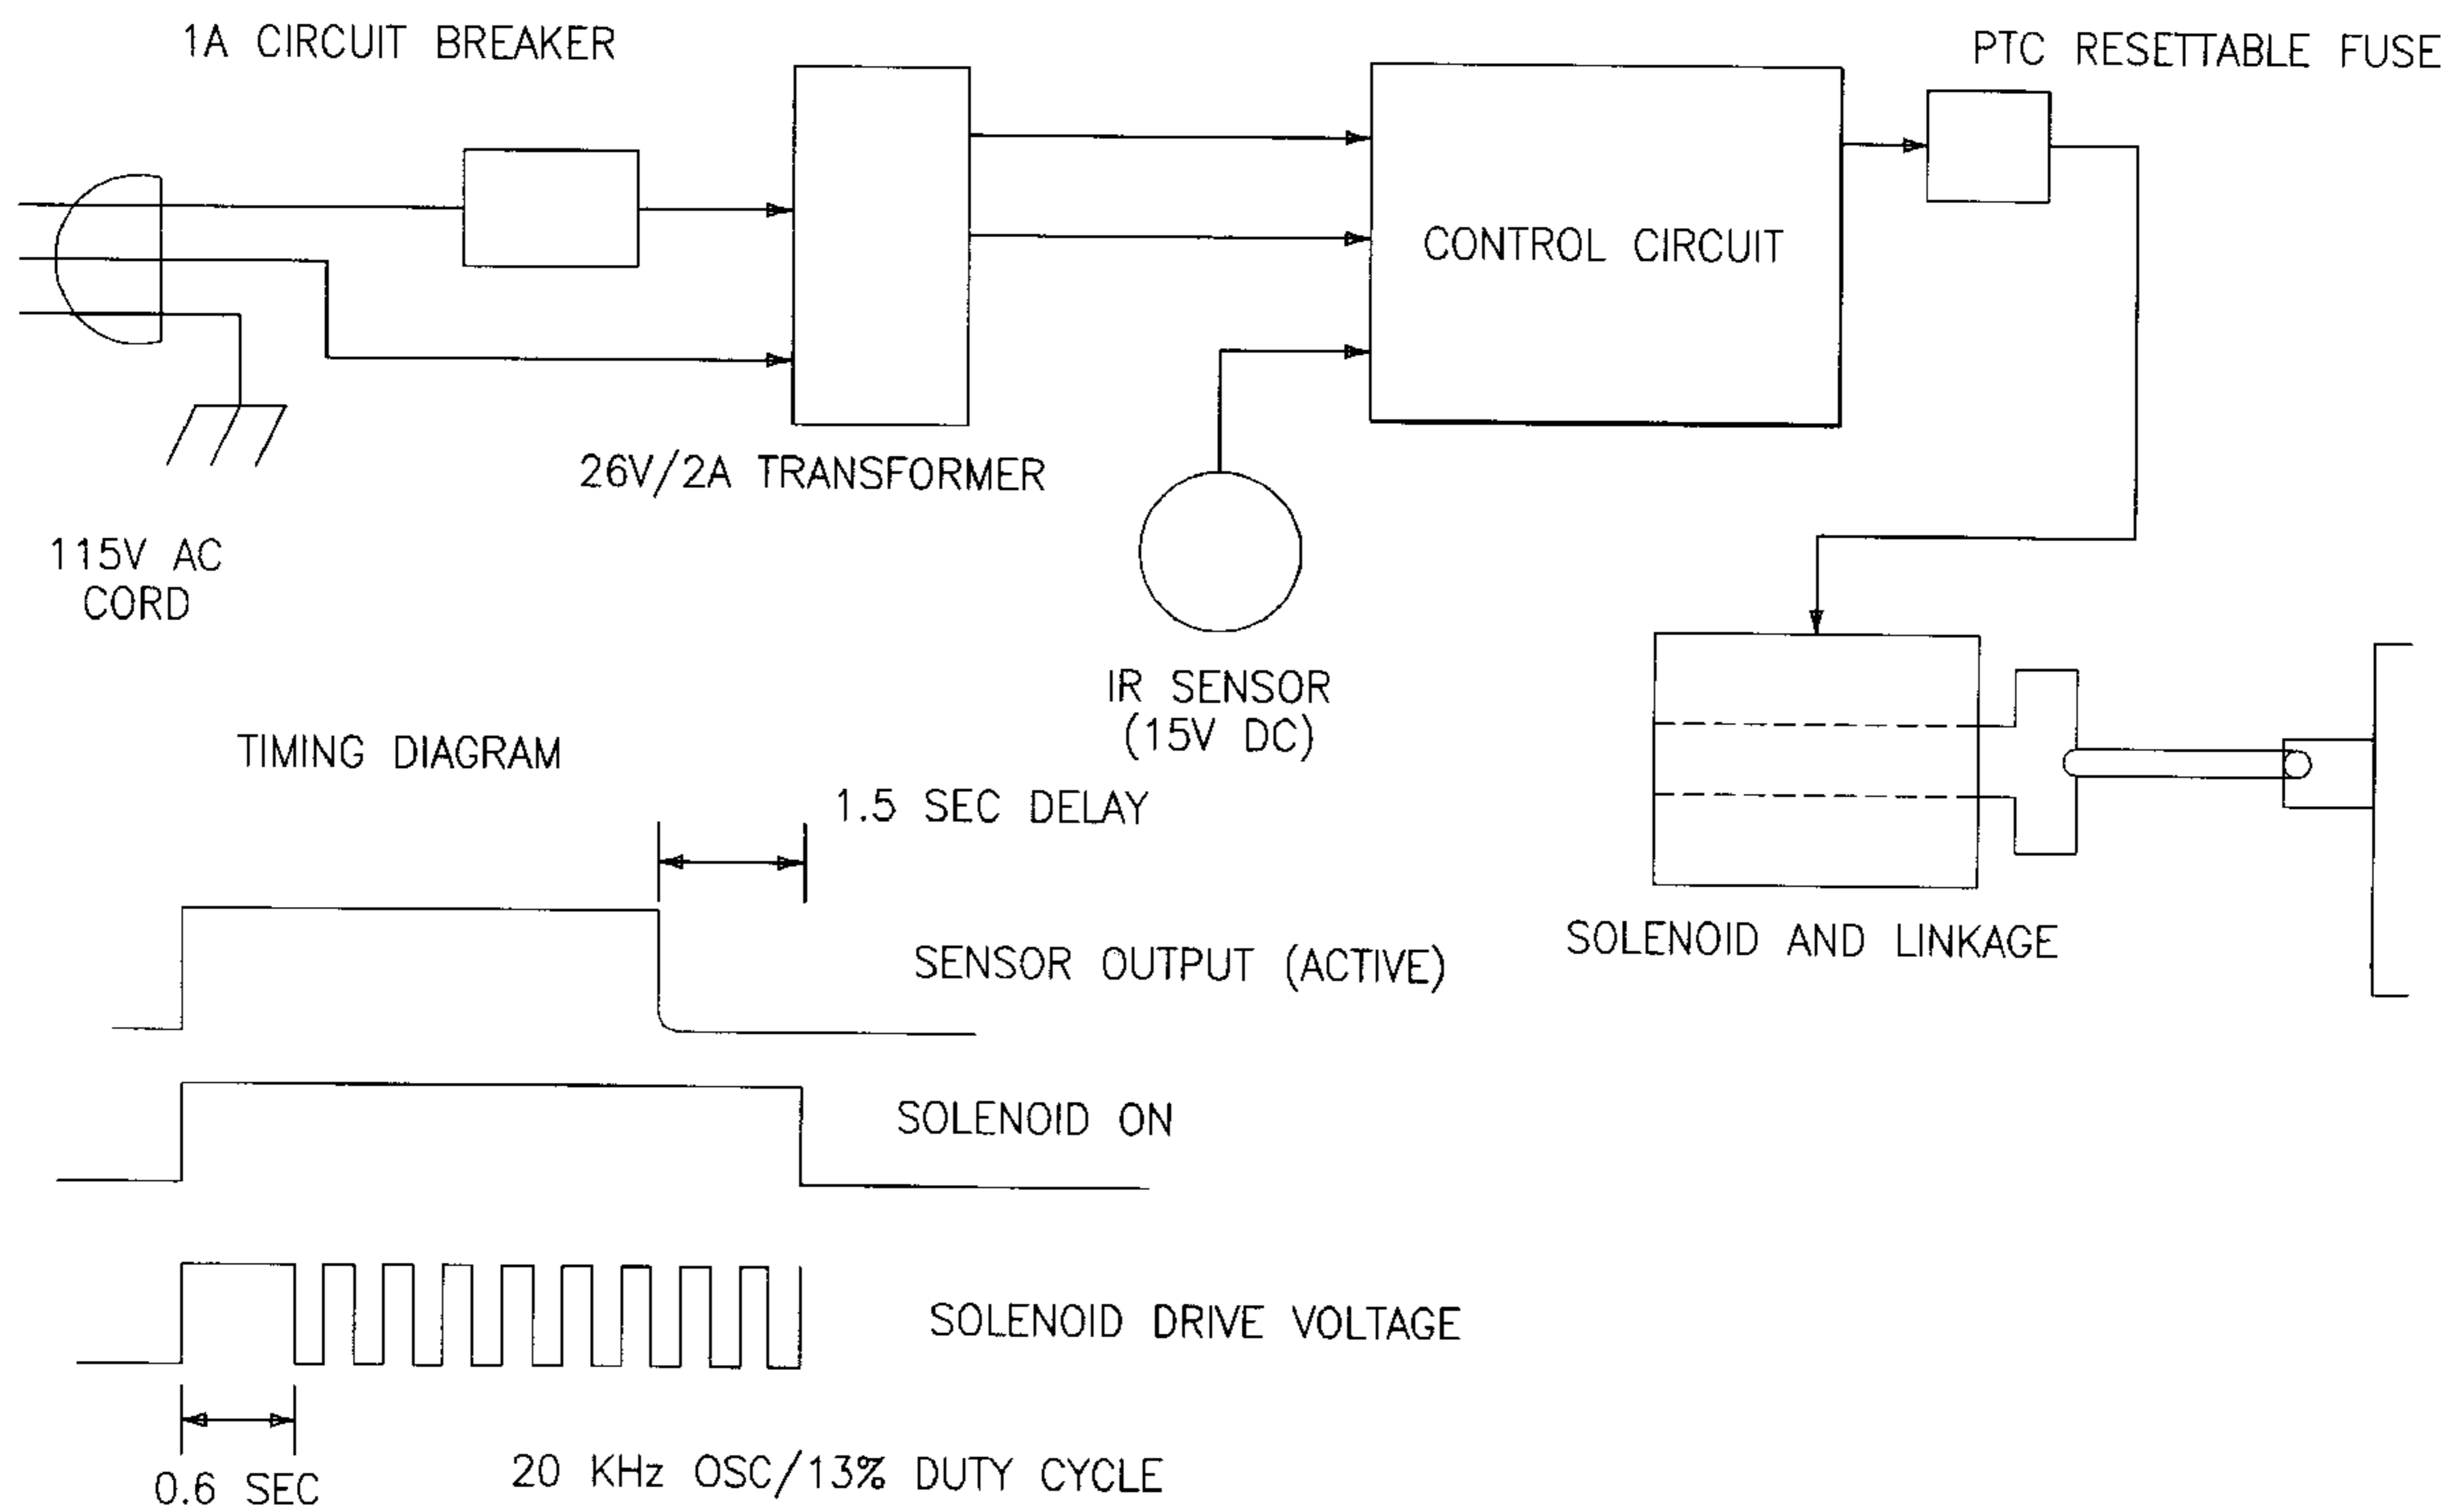 1A CIRCUIT BREAKER
PTC RESETTABLE FUSE
CONTROL CIRCUIT
26V/2A TRANSFORMER
115V AC
CORD
IR SENSOR
(15V DC)
TIMING DIAGRAM
1.5 SEC DELAY
SENSOR OUTPUT (ACTIVE)
SOLENOID AND LINKAGE
SOLENOID ON
SOLENOID DRIVE VOLTAGE
0.6 SEC
20 KHz OSC/13% DUTY CYCLE